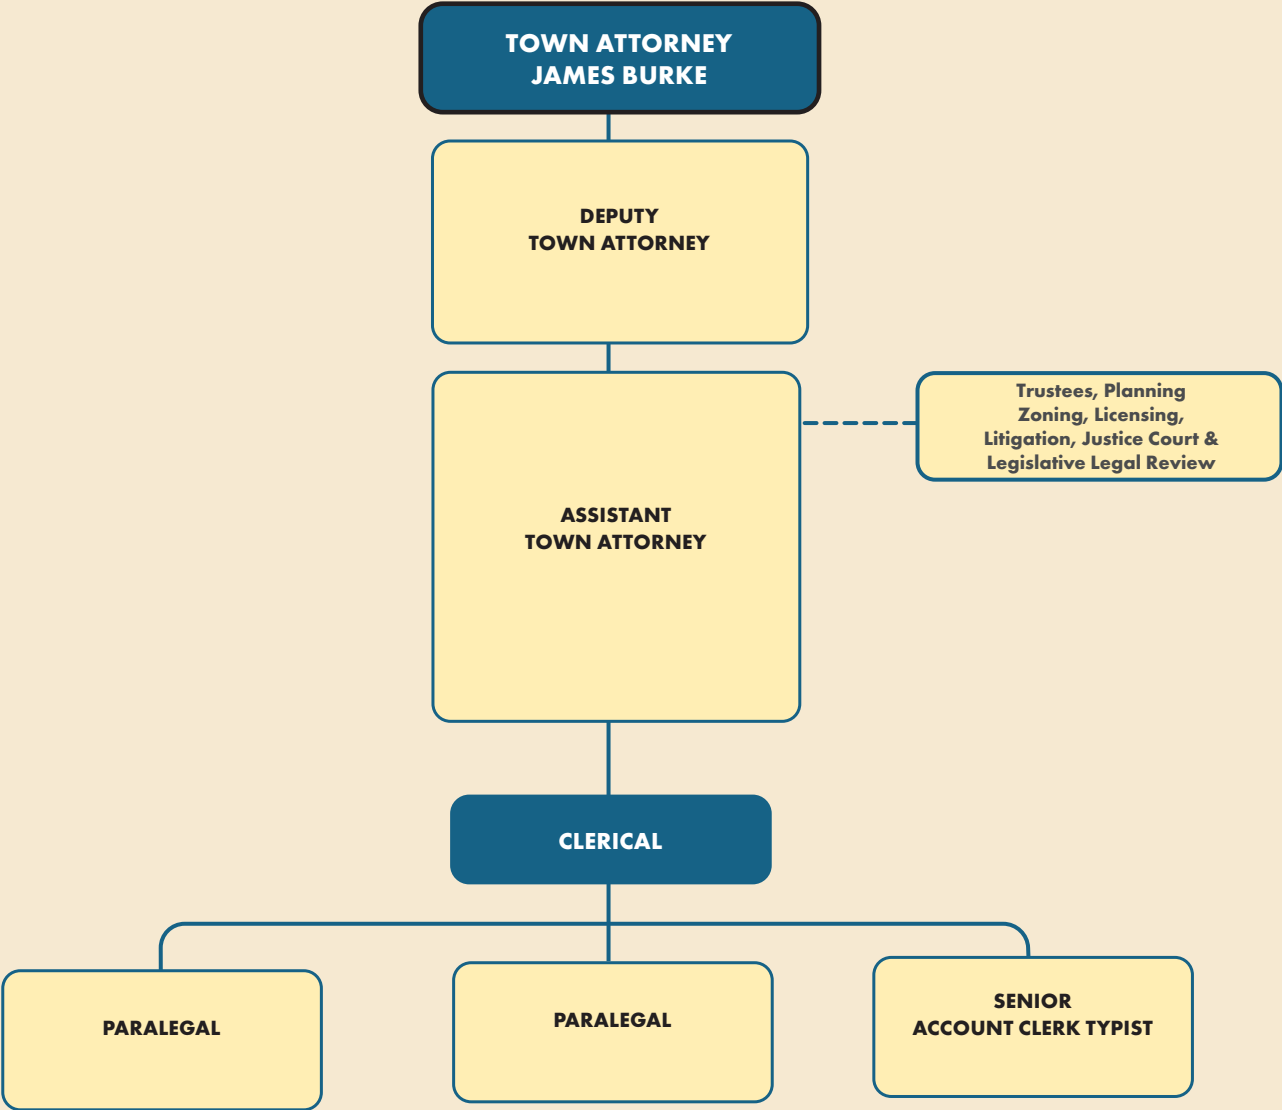 TOWN ATTORNEY
JAMES BURKE
DEPUTY
TOWN ATTORNEY
Trustees, Planning
Zoning, Licensing,
Litigation, Justice Court &
Legislative Legal Review
ASSISTANT
TOWN ATTORNEY
CLERICAL
PARALEGAL
PARALEGAL
SENIOR
ACCOUNT CLERK TYPIST